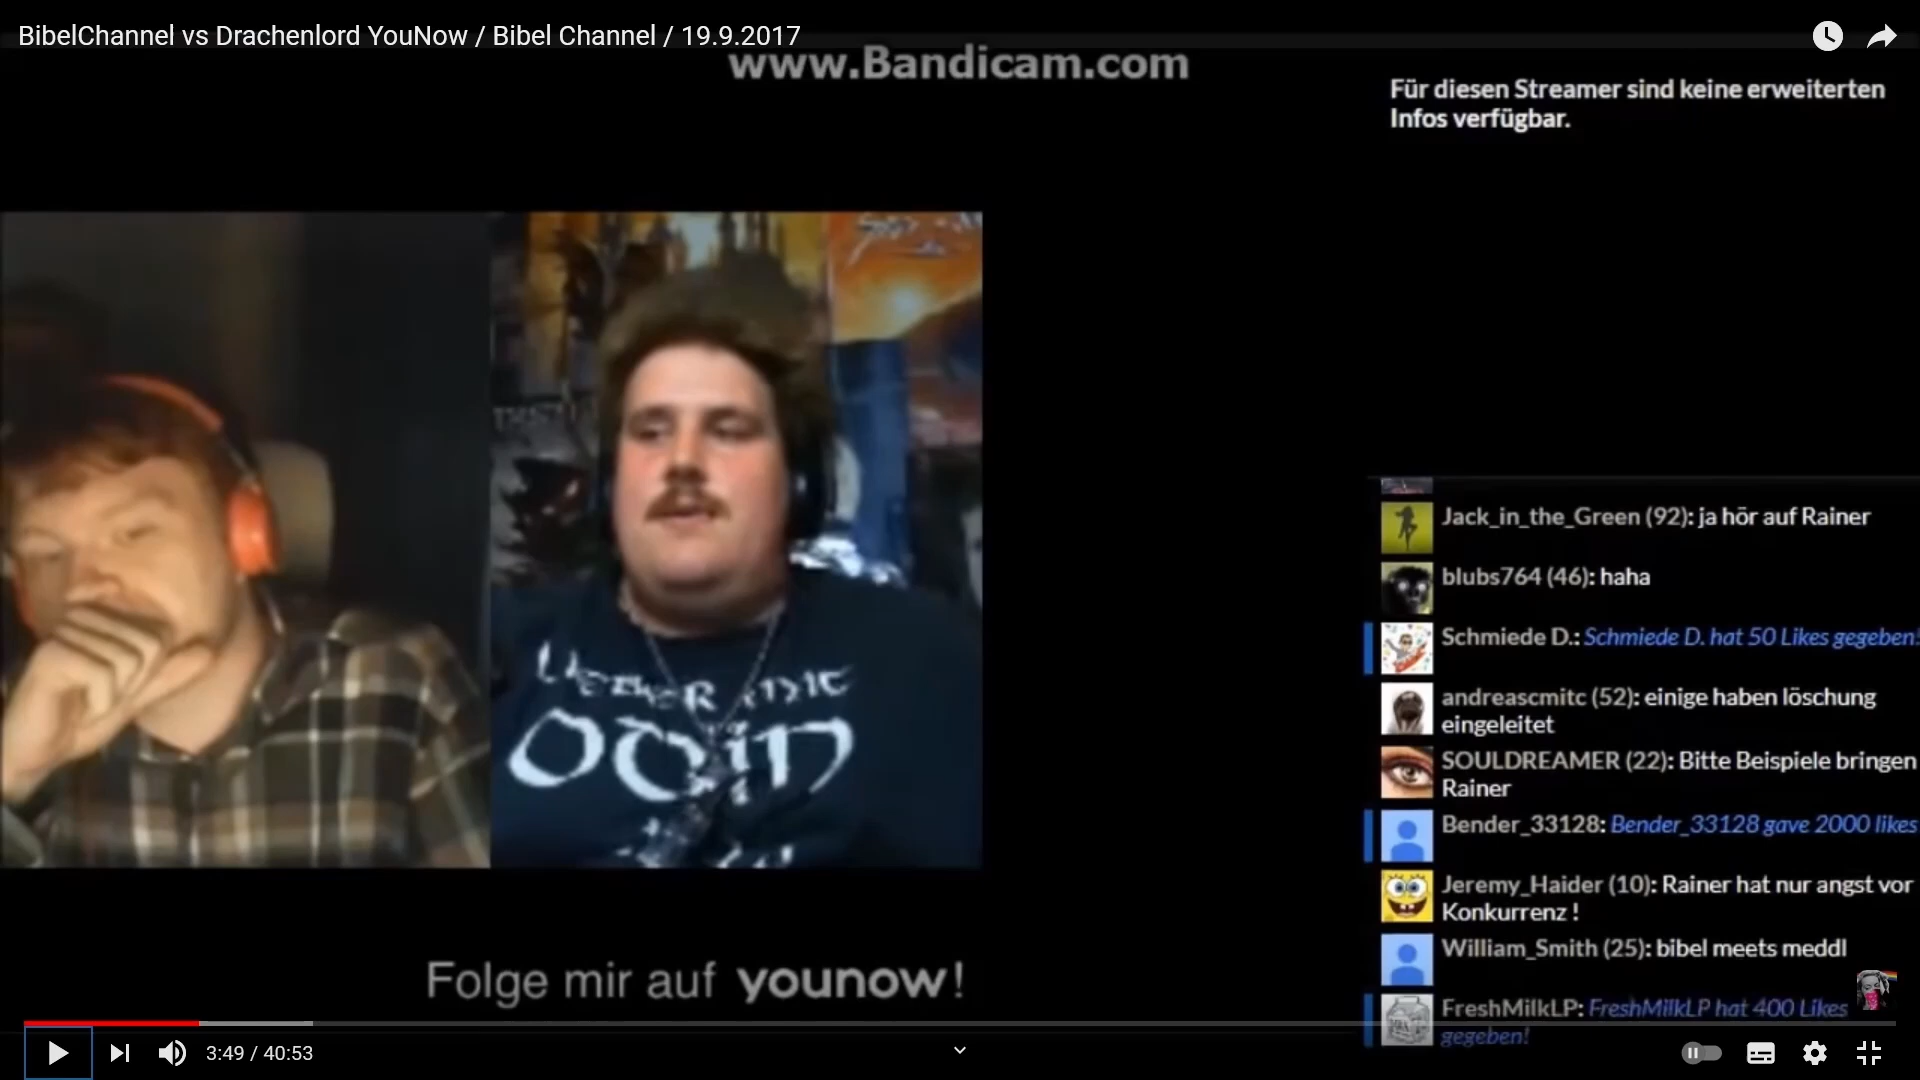 BibelChannel vs Drachenlord YouNow / Bibel Channel / 19.9.2017
www.Bandicam.com
Für diesen Streamer sind keine erweiterten
Infos verfügbar.
ODIN
Jack_in_the_Green (92): ja hör auf Rainer
blubs764 (46): haha
Schmiede D.: Schmiede D. hat 50 Likes gegeben!
andreascmitc (52): einige haben löschung
eingeleitet
SOULDREAMER (22): Bitte Beispiele bringen
Rainer
Bender_33128: Bender_33128 gave 2000 likes
Jeremy_Haider (10): Rainer hat nur angst vor
Konkurrenz !
William_Smith (25): bibel meets meddl
FreshMilkLP: FreshMilkLP hat 400 Likes
gegeben!
Folge mir auf younow!
3:49 / 40:53